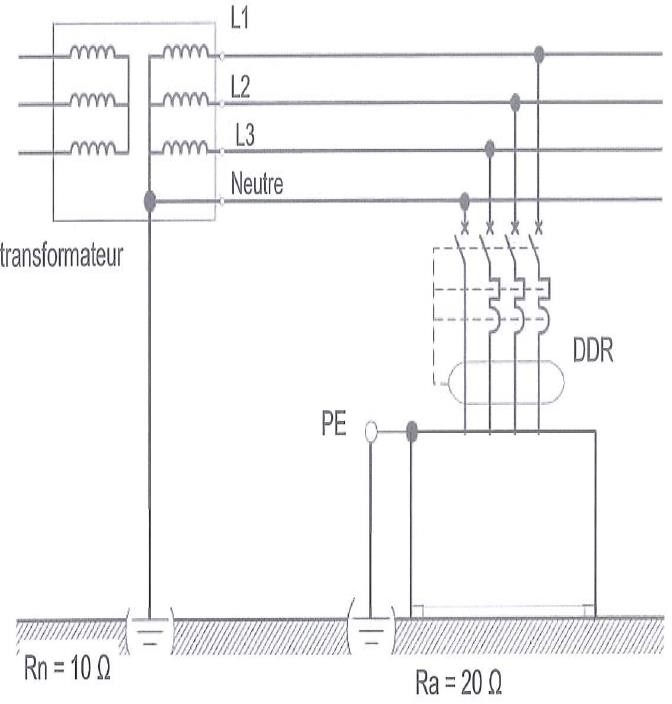 L1
L2
L3
Neutre
transformateur
DDR
PE
Rn = 10 Ω
Ra = 20 Ω